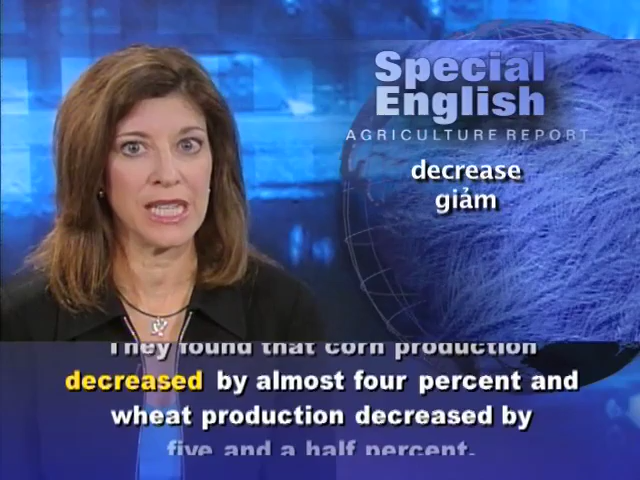 Special
English
AGRICULTURE REPORT
decrease
giảm
They found that corn production
decreased by almost four percent and
wheat production decreased by
five and a half percent.